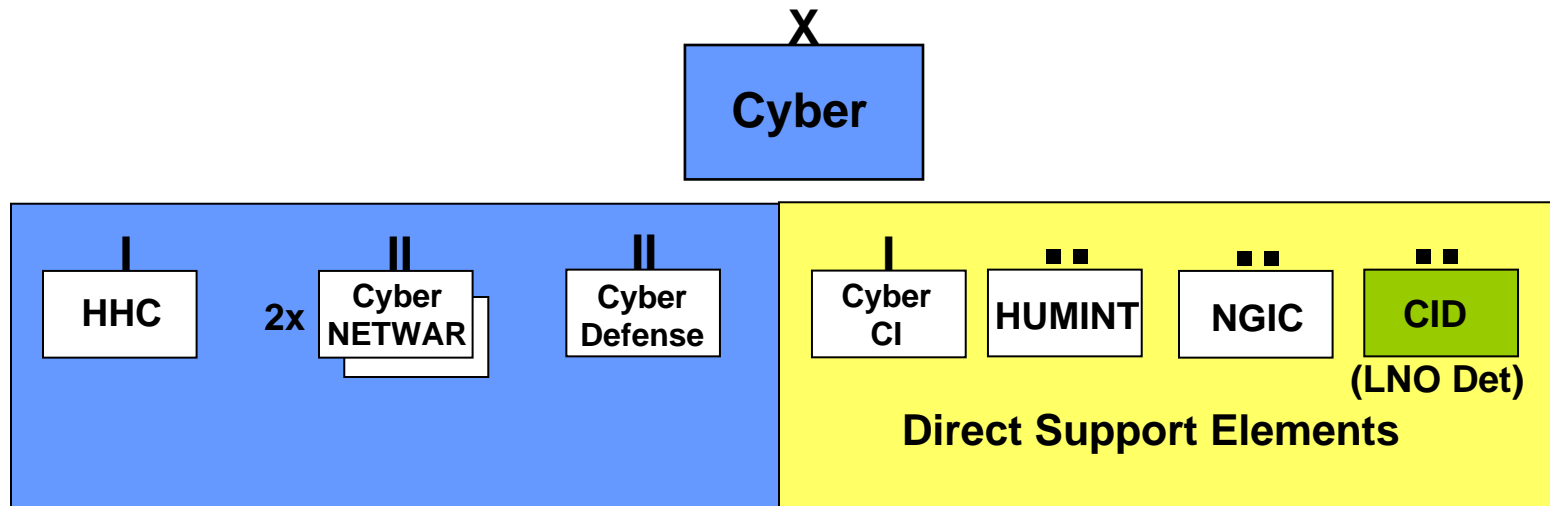 X
Cyber
I
HHC
2x
II
Cyber
NETWAR
II
Cyber
Defense
I
Cyber
CI
HUMINT
NGIC
CID
(LNO Det)
Direct Support Elements